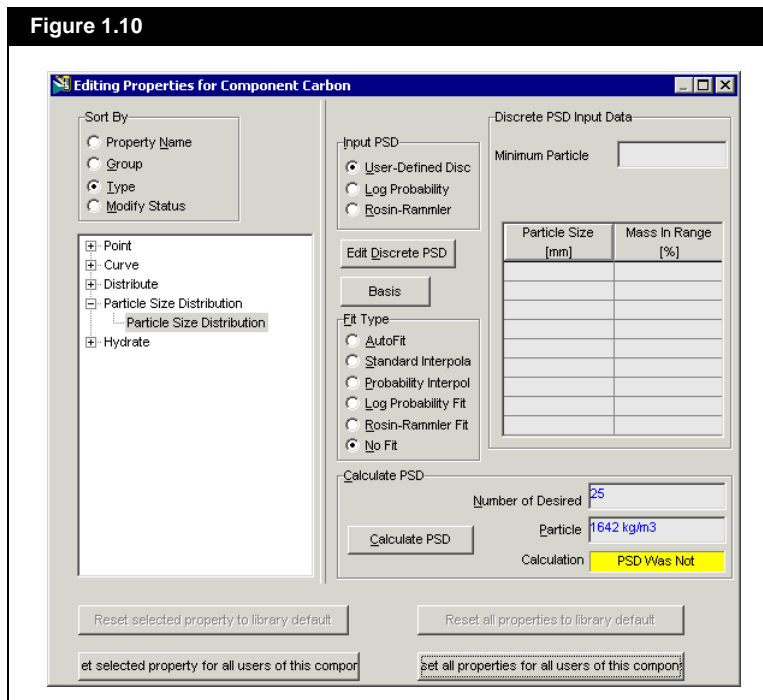 Figure 1.10
Editing Properties for Component Carbon
Sort By
Property Name
Group
Type
Modify Status
Point
Curve
Distribute
Particle Size Distribution
Particle Size Distribution
Hydrate
Input PSD
User-Defined Disc
Log Probability
Rosin-Rammler
Edit Discrete PSD
Basis
Fit Type
AutoFit
Standard Interpola
Probability Interpol
Log Probability Fit
Rosin-Rammler Fit
No Fit
Discrete PSD Input Data
Minimum Particle
Particle Size [mm]
Mass In Range [%]
Calculate PSD
Number of Desired 25
Particle 1642 kg/m3
Calculate PSD
Calculation PSD Was Not
Reset selected property to library default
Reset all properties to library default
et selected property for all users of this compor
set all properties for all users of this compon